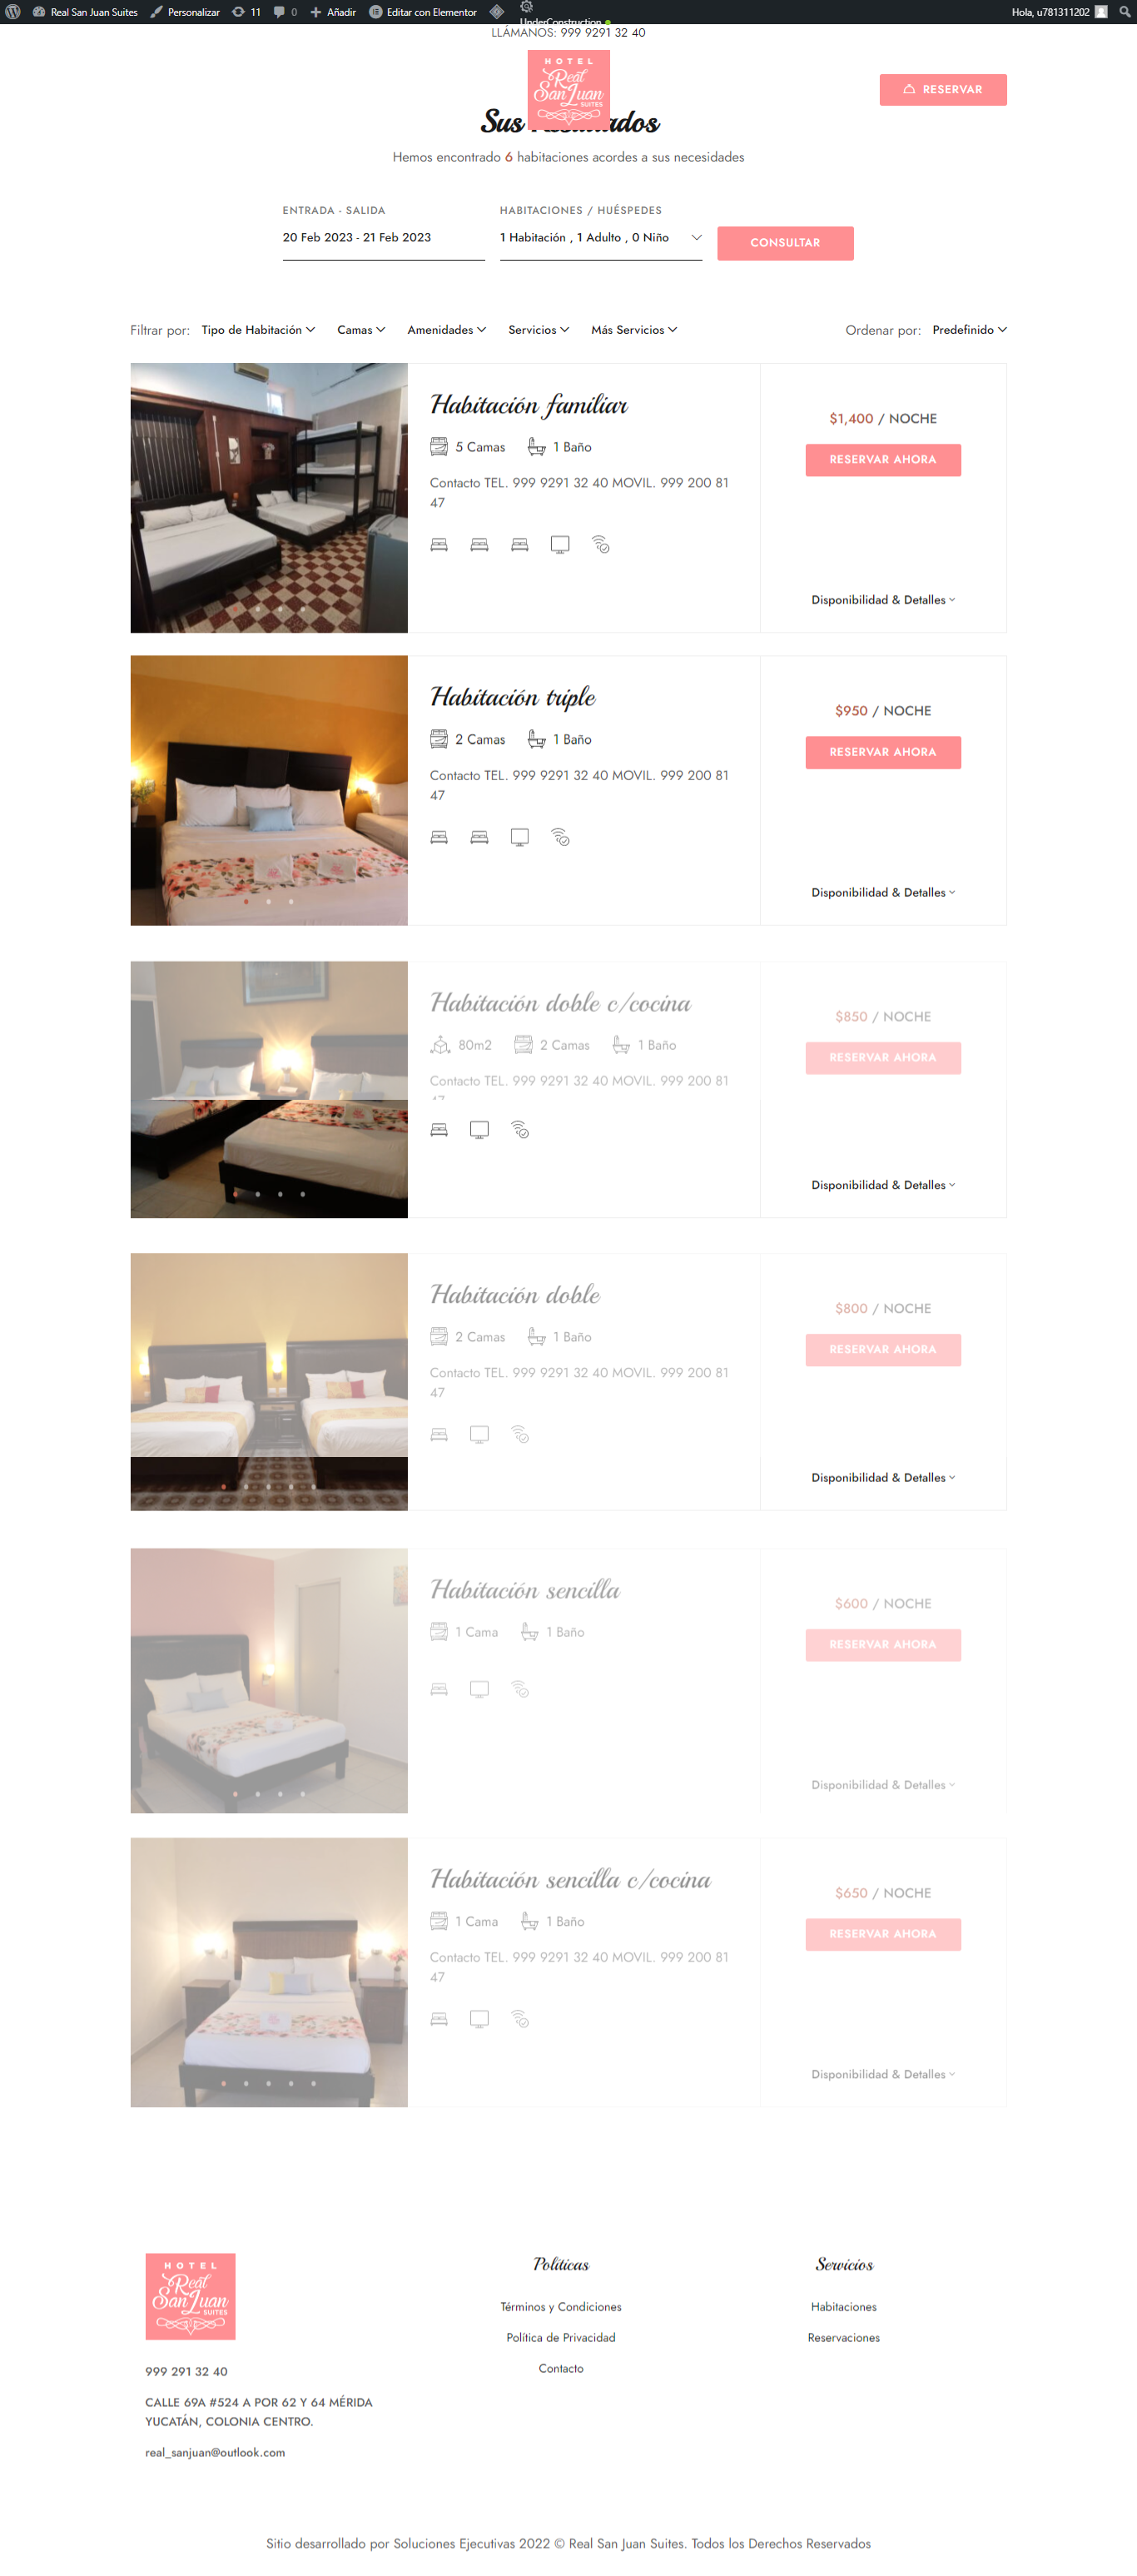 Real San Juan Suites Personalizar 11 0 Añadir Editar con Elementor UnderConstruction Hola, u781311202
LLÁMANOS: 999 9291 32 40
HOTEL
Real
San Juan
SUITES
RESERVAR
Sus
Hemos encontrado 6 habitaciones acordes a sus necesidades
ENTRADA - SALIDA HABITACIONES / HUÉSPEDES
20 Feb 2023 - 21 Feb 2023 1 Habitación , 1 Adulto , 0 Niño CONSULTAR
Filtrar por: Tipo de Habitación Camas Amenidades Servicios Más Servicios Ordenar por: Predefinido
Habitación familiar
5 Camas 1 Baño
Contacto TEL. 999 9291 32 40 MOVIL. 999 200 81
47
$1,400 / NOCHE
RESERVAR AHORA
Disponibilidad & Detalles
Habitación triple
2 Camas 1 Baño
Contacto TEL. 999 9291 32 40 MOVIL. 999 200 81
47
$950 / NOCHE
RESERVAR AHORA
Disponibilidad & Detalles
Habitación doble c/cocina
80m2 2 Camas 1 Baño
Contacto TEL. 999 9291 32 40 MOVIL. 999 200 81
47
$850 / NOCHE
RESERVAR AHORA
Disponibilidad & Detalles
Habitación doble
2 Camas 1 Baño
Contacto TEL. 999 9291 32 40 MOVIL. 999 200 81
47
$800 / NOCHE
RESERVAR AHORA
Disponibilidad & Detalles
Habitación sencilla
1 Cama 1 Baño
$600 / NOCHE
RESERVAR AHORA
Disponibilidad & Detalles
Habitación sencilla c/cocina
1 Cama 1 Baño
Contacto TEL. 999 9291 32 40 MOVIL. 999 200 81
47
$650 / NOCHE
RESERVAR AHORA
Disponibilidad & Detalles
HOTEL
Real
San Juan
SUITES
999 291 32 40
CALLE 69A #524 A POR 62 Y 64 MÉRIDA
YUCATÁN, COLONIA CENTRO.
real_sanjuan@outlook.com
Políticas
Términos y Condiciones
Política de Privacidad
Contacto
Servicios
Habitaciones
Reservaciones
Sitio desarrollado por Soluciones Ejecutivas 2022 © Real San Juan Suites. Todos los Derechos Reservados